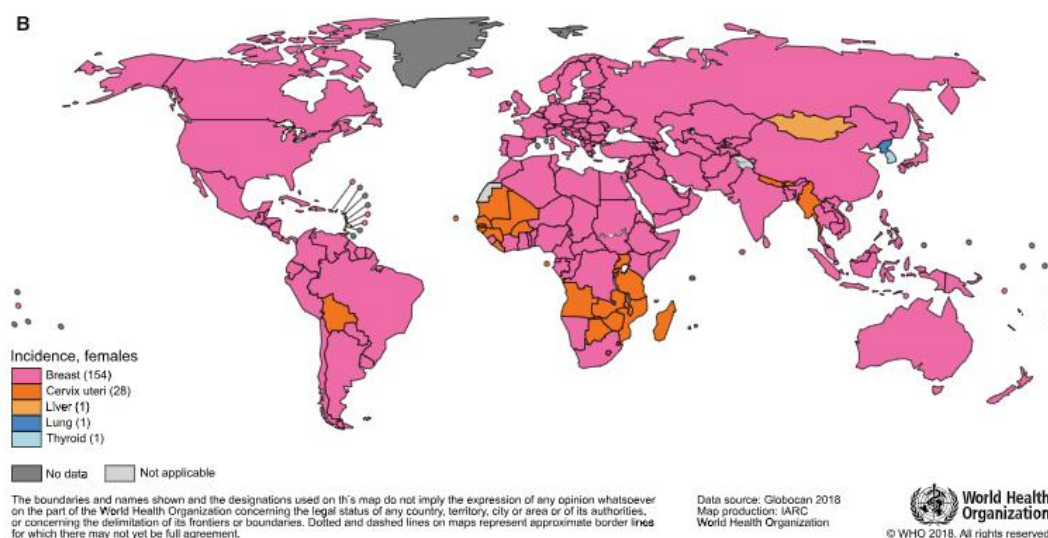 B
Incidence, females
Breast (154)
Cervix uteri (28)
Liver (1)
Lung (1)
Thyroid (1)
No data
Not applicable
The boundaries and names shown and the designations used on this map do not imply the expression of any opinion whatsoever
on the part of the World Health Organization concerning the legal status of any country, territory, city or area or of its authorities,
or concerning the delimitation of its frontiers or boundaries. Dotted and dashed lines on maps represent approximate border lines
for which there may not yet be full agreement.
Data source: Globocan 2018
Map production: IARC
World Health Organization
World Health
Organization
© WHO 2018. All rights reserved